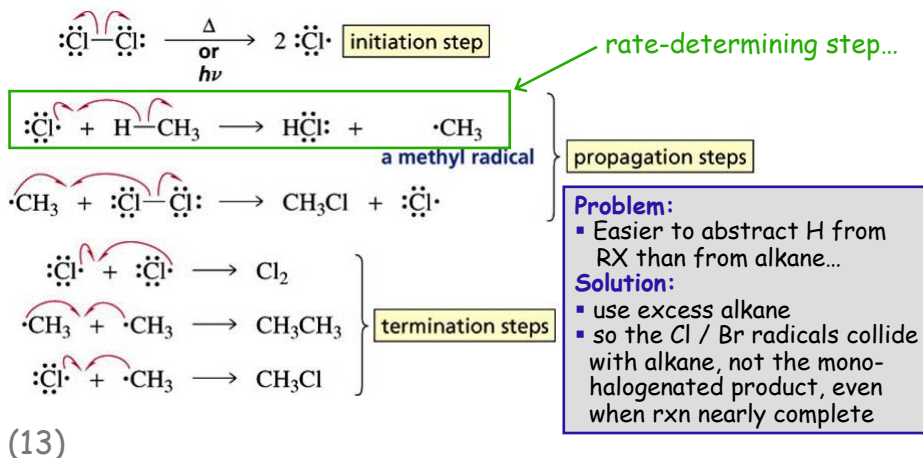 :C̈l—C̈l: Δ or hν 2 :C̈l· initiation step
rate-determining step…
:C̈l· + H—CH₃ ⟶ HC̈l: + ·CH₃
a methyl radical
propagation steps
·CH₃ + :C̈l—C̈l: ⟶ CH₃Cl + :C̈l·
:C̈l· + :C̈l· ⟶ Cl₂
·CH₃ + ·CH₃ ⟶ CH₃CH₃
termination steps
:C̈l· + ·CH₃ ⟶ CH₃Cl
Problem:
▪ Easier to abstract H from
RX than from alkane…
Solution:
▪ use excess alkane
▪ so the Cl / Br radicals collide
with alkane, not the mono-
halogenated product, even
when rxn nearly complete
(13)